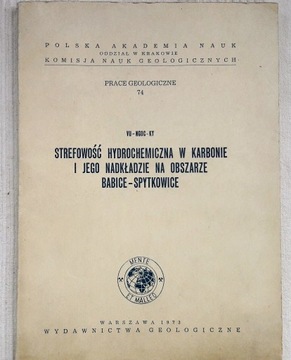 POLSKA AKADEMIA NAUK
ODDZIAŁ W KRAKOWIE
KOMISJA NAUK GEOLOGICZNYCH
PRACE GEOLOGICZNE
74
VU-NGOC-KY
STREFOWOŚĆ HYDROCHEMICZNA W KARBONIE
I JEGO NADKŁADZIE NA OBSZARZE
BABICE-SPYTKOWICE
MENTE
ET MALLEO
WARSZAWA 1973
WYDAWNICTWA GEOLOGICZNE